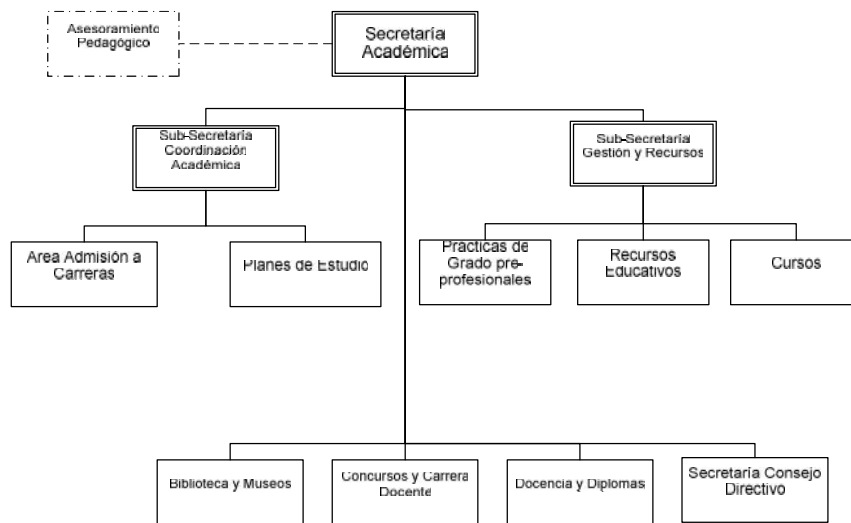 Asesoramiento
Pedagógico
Secretaría
Académica
Sub-Secretaría
Coordinación
Académica
Sub-Secretaría
Gestión y Recursos
Area Admisión a
Carreras
Planes de Estudio
Practicas de
Grado pre-
profesionales
Recursos
Educativos
Cursos
Biblioteca y Museos
Concursos y Carrera
Docente
Docencia y Diplomas
Secretaría Consejo
Directivo